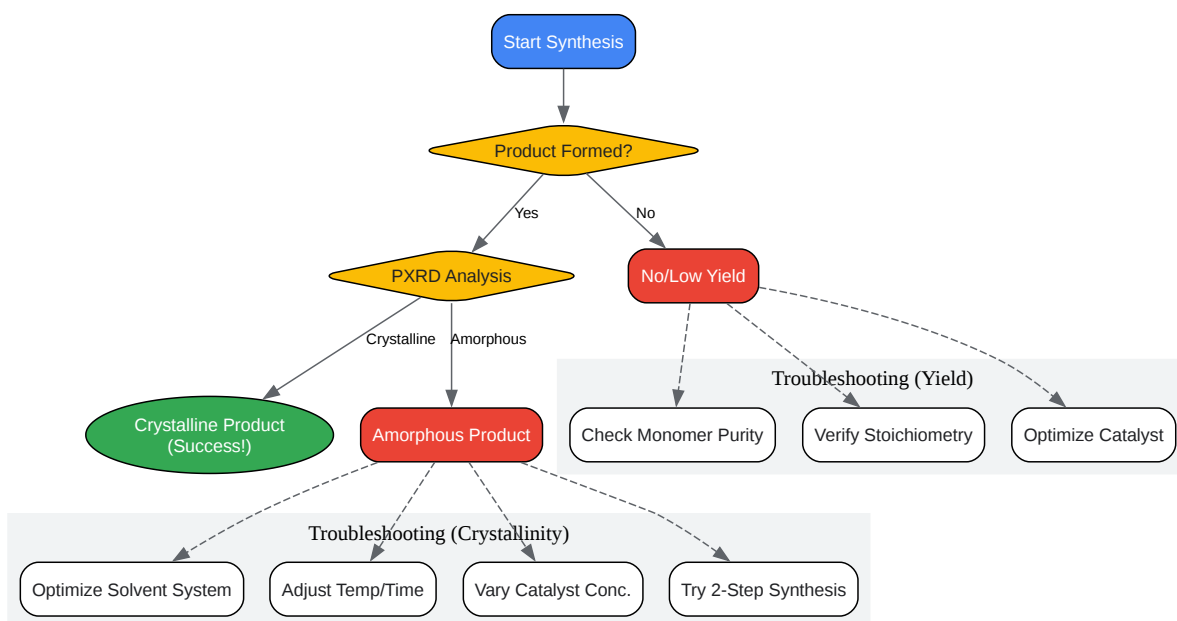 Start Synthesis
Product Formed?
Yes
No
PXRD Analysis
No/Low Yield
Crystalline
Amorphous
Troubleshooting (Yield)
Crystalline Product
(Success!)
Amorphous Product
Check Monomer Purity
Verify Stoichiometry
Optimize Catalyst
Troubleshooting (Crystallinity)
Optimize Solvent System
Adjust Temp/Time
Vary Catalyst Conc.
Try 2-Step Synthesis